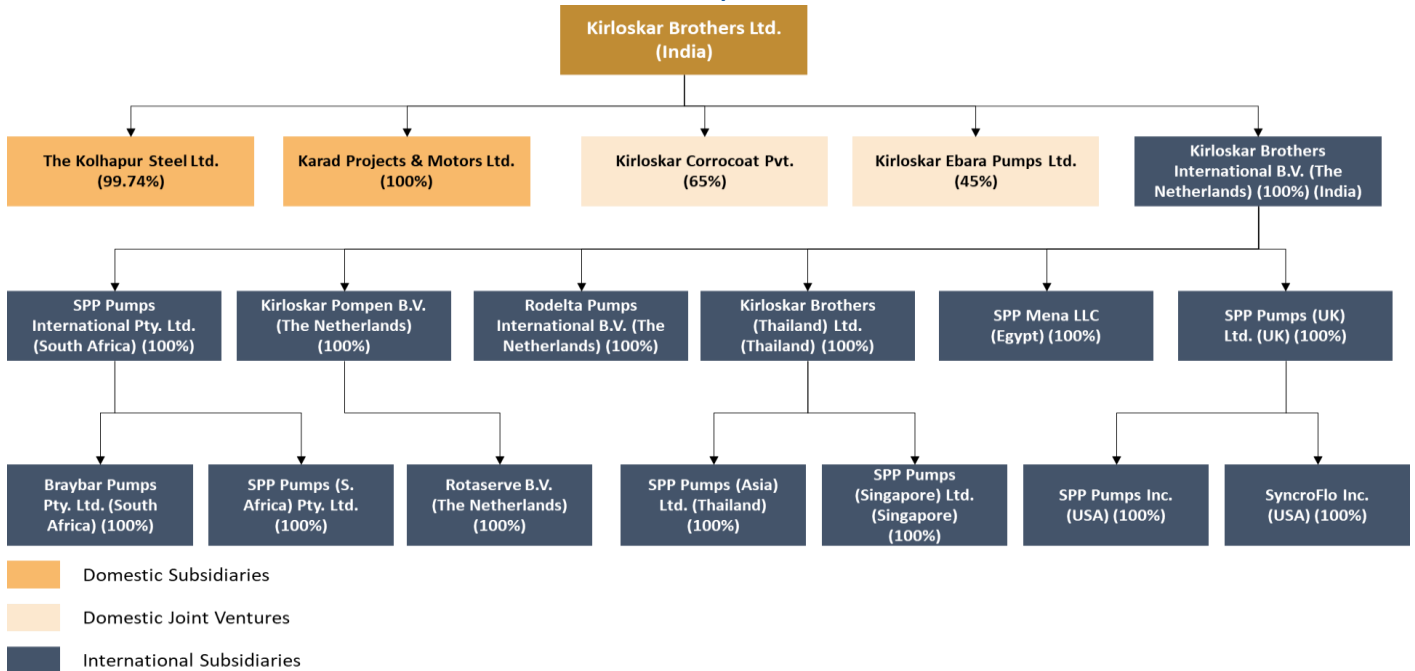 Kirloskar Brothers Ltd.
(India)
The Kolhapur Steel Ltd.
(99.74%)
Karad Projects & Motors Ltd.
(100%)
Kirloskar Corrocoat Pvt.
(65%)
Kirloskar Ebara Pumps Ltd.
(45%)
Kirloskar Brothers
International B.V. (The
Netherlands) (100%) (India)
SPP Pumps
International Pty. Ltd.
(South Africa) (100%)
Kirloskar Pompen B.V.
(The Netherlands)
(100%)
Rodelta Pumps
International B.V. (The
Netherlands) (100%)
Kirloskar Brothers
(Thailand) Ltd.
(Thailand) (100%)
SPP Mena LLC
(Egypt) (100%)
SPP Pumps (UK)
Ltd. (UK) (100%)
Braybar Pumps
Pty. Ltd. (South
Africa) (100%)
SPP Pumps (S.
Africa) Pty. Ltd.
(100%)
Rotaserve B.V.
(The Netherlands)
(100%)
SPP Pumps (Asia)
Ltd. (Thailand)
(100%)
SPP Pumps
(Singapore) Ltd.
(Singapore)
(100%)
SPP Pumps Inc.
(USA) (100%)
SyncroFlo Inc.
(USA) (100%)
Domestic Subsidiaries
Domestic Joint Ventures
International Subsidiaries